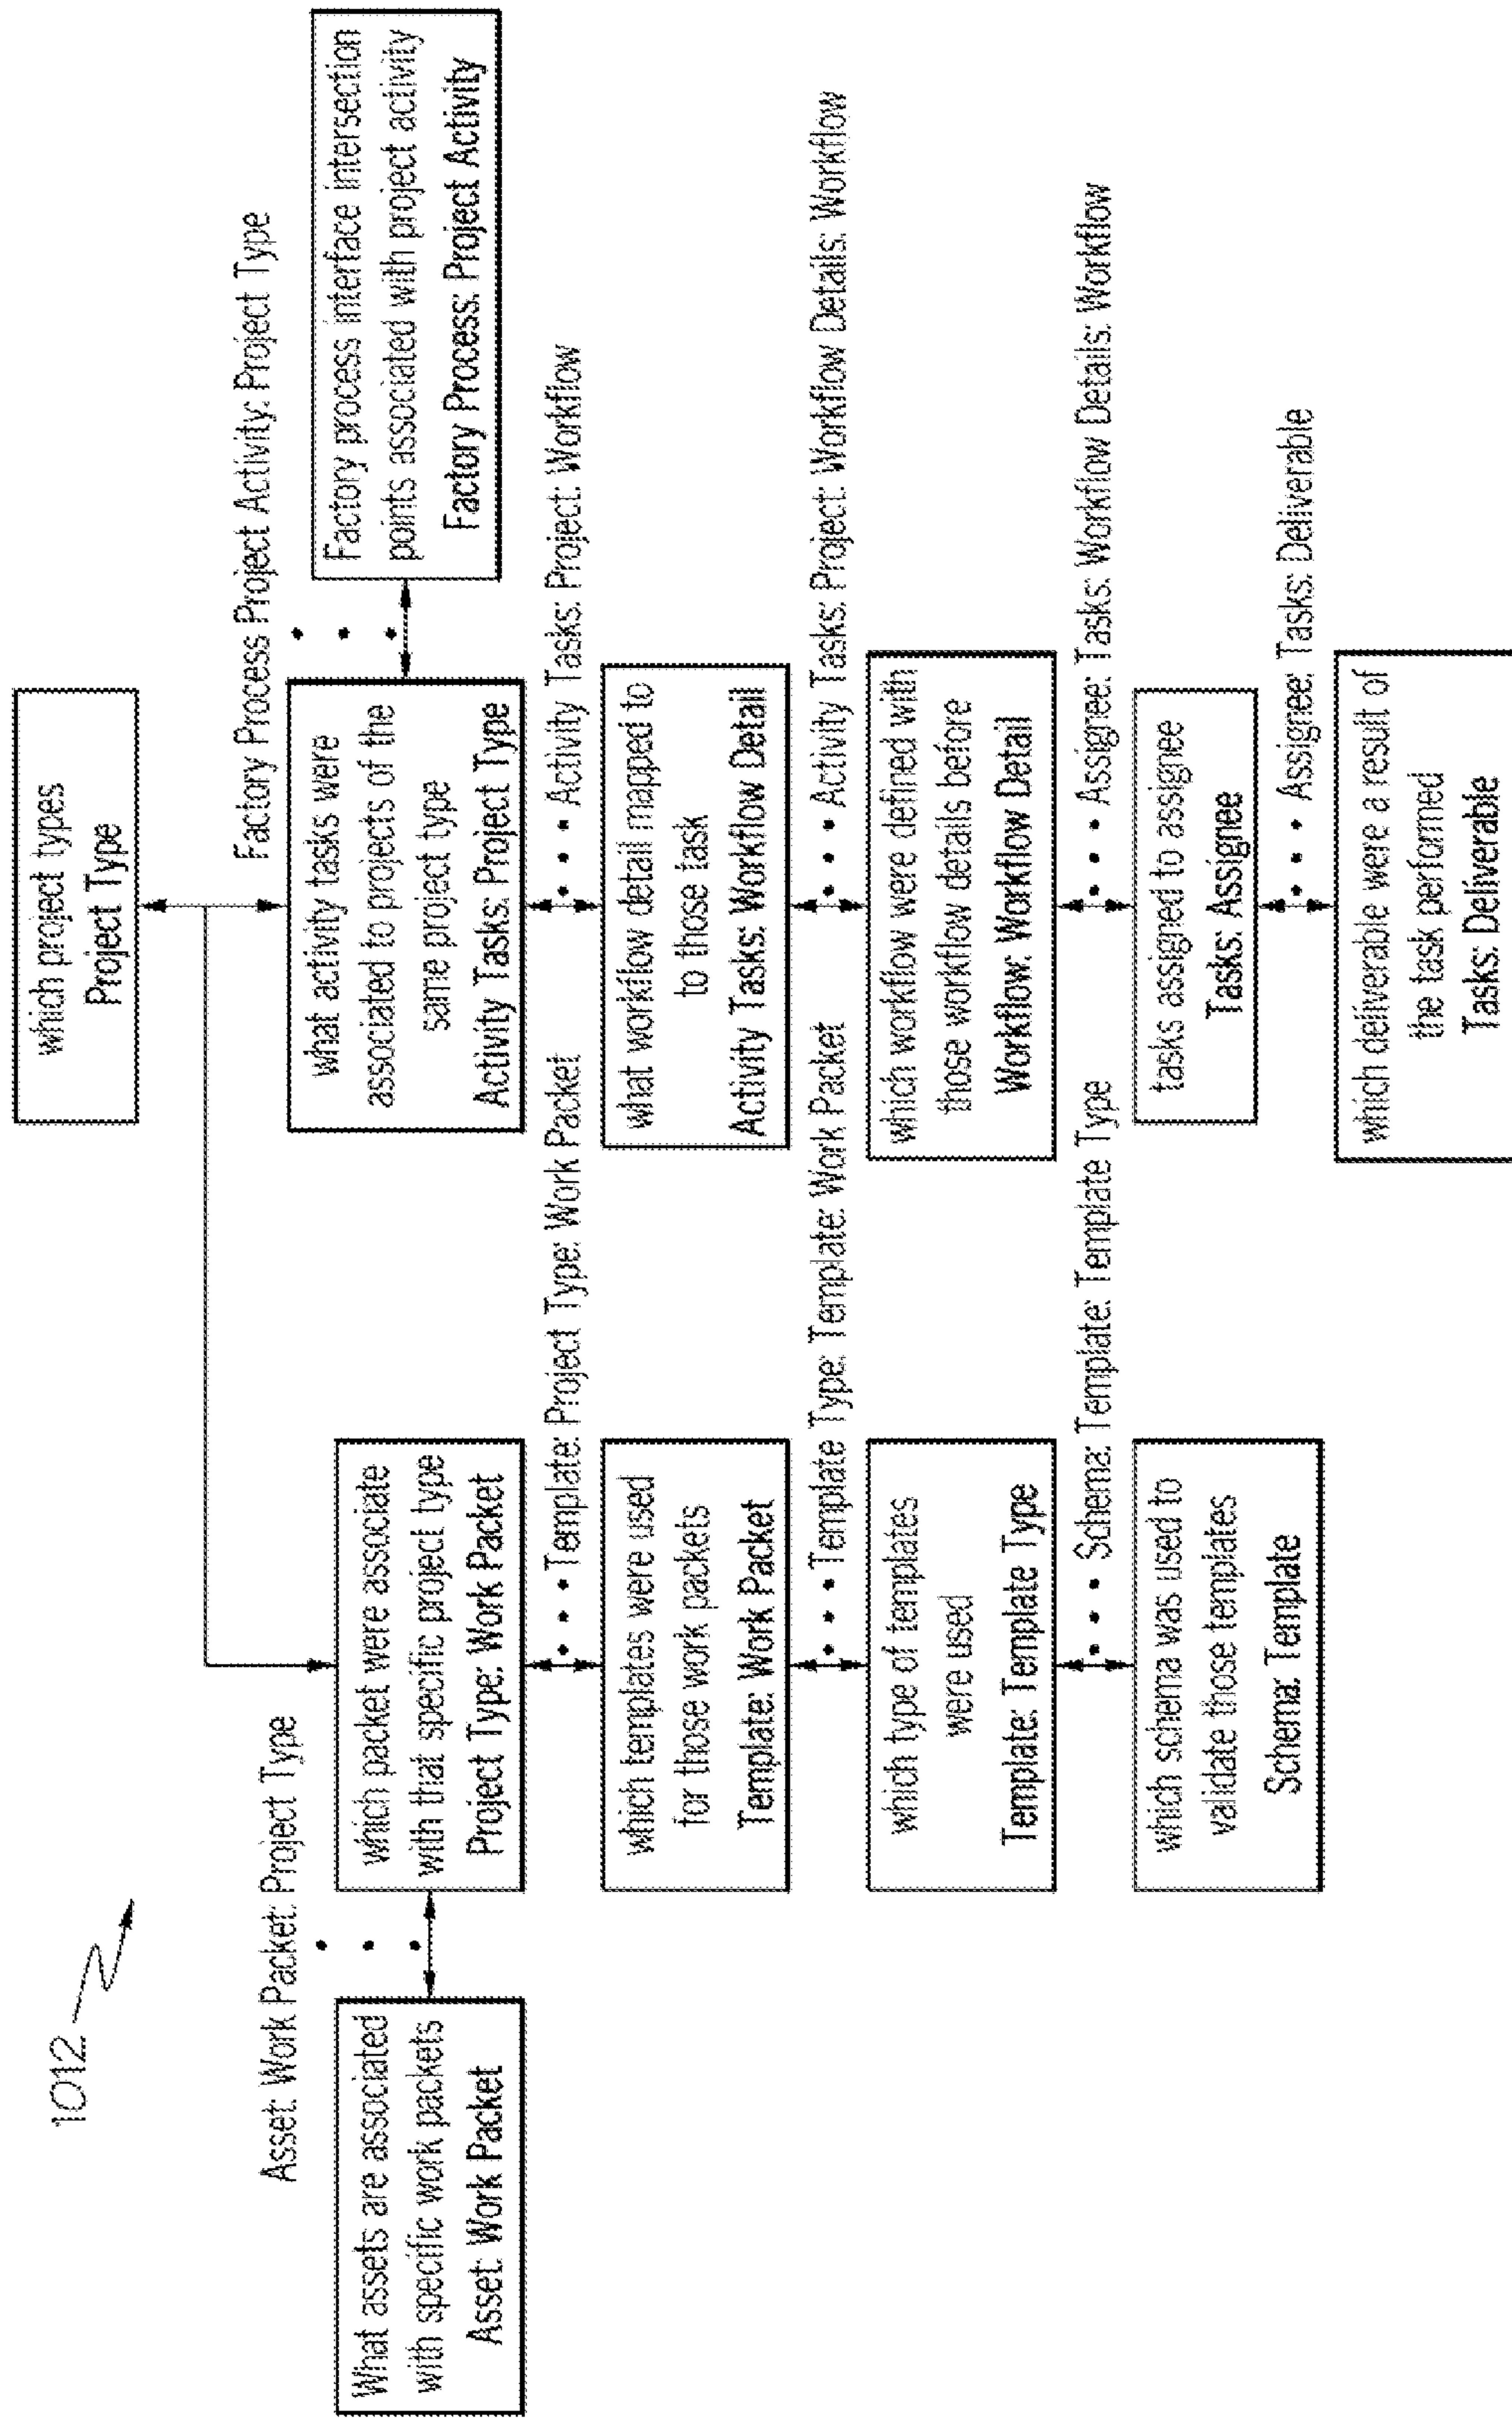 1012
which project types
Project Type
Asset: Work Packet: Project Type
Factory Process Project Activity: Project Type
What assets are associated
with specific work packets
Asset: Work Packet
which packet were associate
with that specific project type
Project Type: Work Packet
what activity tasks were
associated to projects of the
same project type
Activity Tasks: Project Type
Factory process interface intersection
points associated with project activity
Factory Process: Project Activity
Template: Project Type: Work Packet
Activity Tasks: Project: Workflow
which templates were used
for those work packets
Template: Work Packet
what workflow detail mapped to
to those task
Activity Tasks: Workflow Detail
Template Type: Template: Work Packet
Activity Tasks: Project: Workflow Details: Workflow
which type of templates
were used
Template: Template Type
which workflow were defined with
those workflow details before
Workflow: Workflow Detail
Schema: Template: Template Type
Assignee: Tasks: Workflow Details: Workflow
which schema was used to
validate those templates
Schema: Template
tasks assigned to assignee
Tasks: Assignee
Assignee: Tasks: Deliverable
which deliverable were a result of
the task performed
Tasks: Deliverable